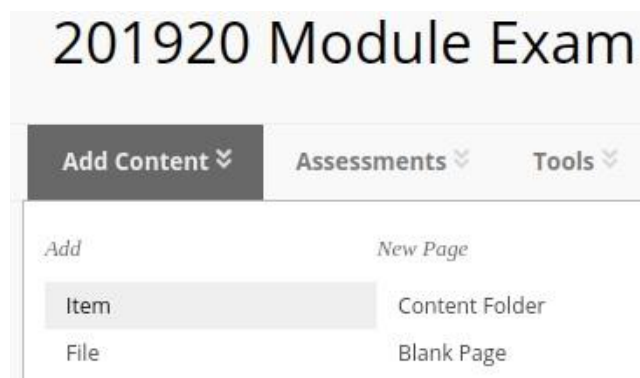 201920 Module Exam
Add Content Assessments Tools
Add New Page
Item Content Folder
File Blank Page